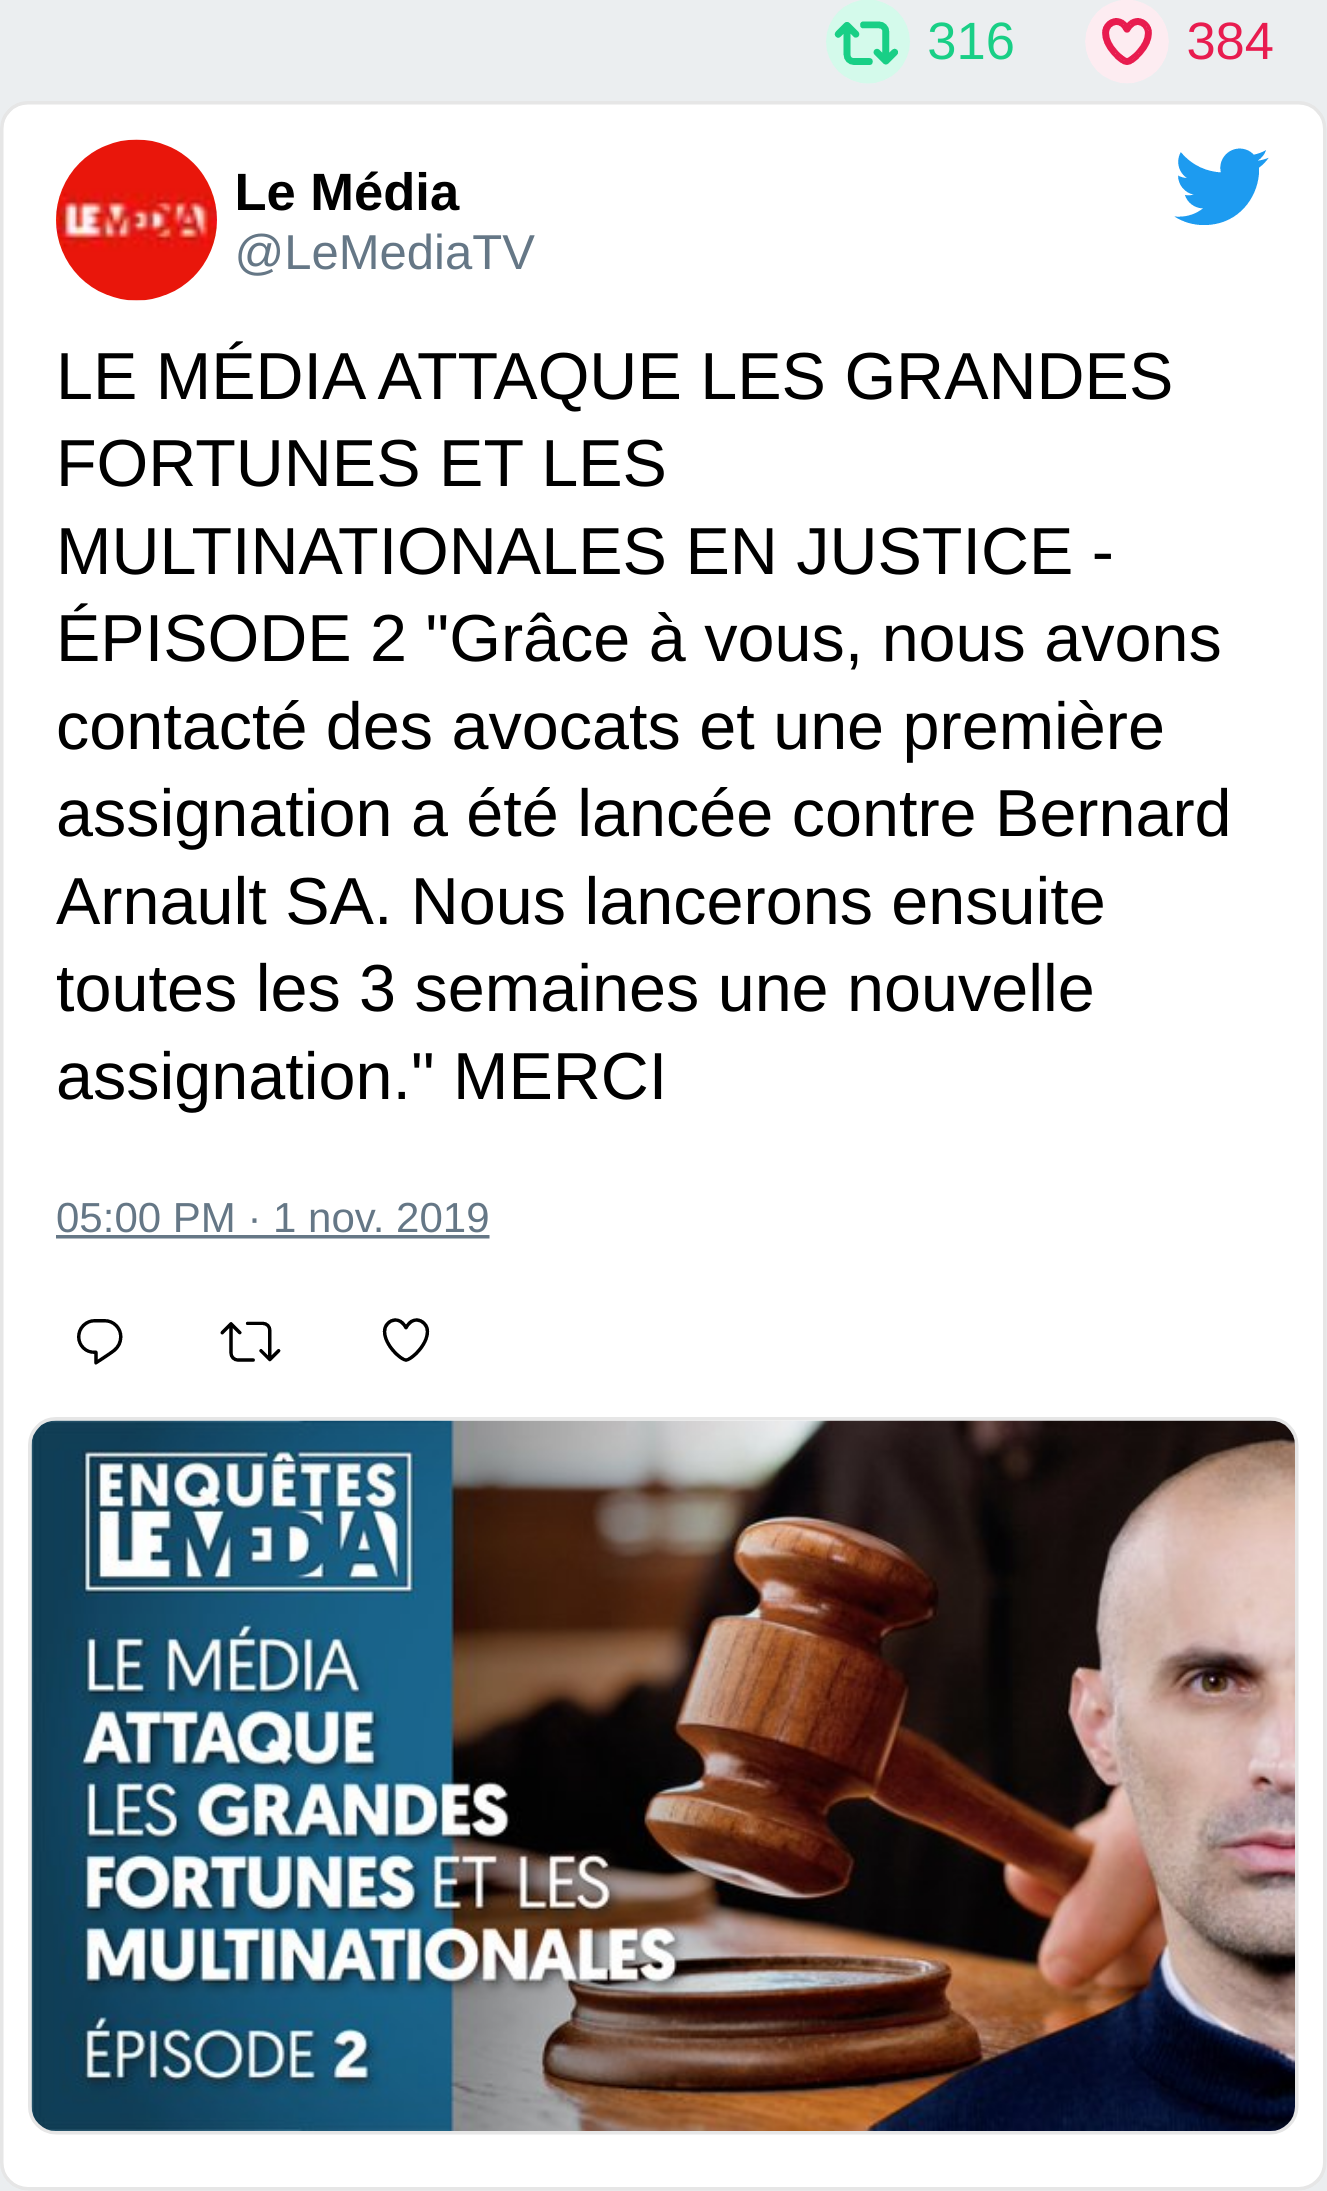 316 384
LE MÉDIA
Le Média
@LeMediaTV
LE MÉDIA ATTAQUE LES GRANDES
FORTUNES ET LES
MULTINATIONALES EN JUSTICE -
ÉPISODE 2 "Grâce à vous, nous avons
contacté des avocats et une première
assignation a été lancée contre Bernard
Arnault SA. Nous lancerons ensuite
toutes les 3 semaines une nouvelle
assignation." MERCI
05:00 PM · 1 nov. 2019
ENQUÊTES
LE MEDIA
LE MÉDIA
ATTAQUE
LES GRANDES
FORTUNES ET LES
MULTINATIONALES
ÉPISODE 2